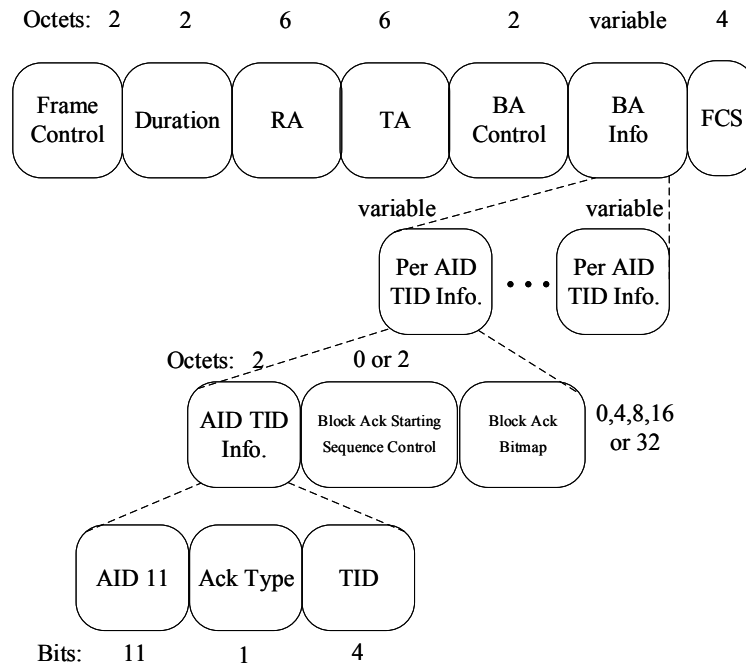 Octets: 2 2 6 6 2 variable 4
Frame
Control
Duration
RA
TA
BA
Control
BA
Info
FCS
variable
variable
Per AID
TID Info.
• • •
Per AID
TID Info.
Octets: 2
0 or 2
AID TID
Info.
Block Ack Starting
Sequence Control
Block Ack
Bitmap
0,4,8,16
or 32
AID 11
Ack Type
TID
Bits: 11 1 4